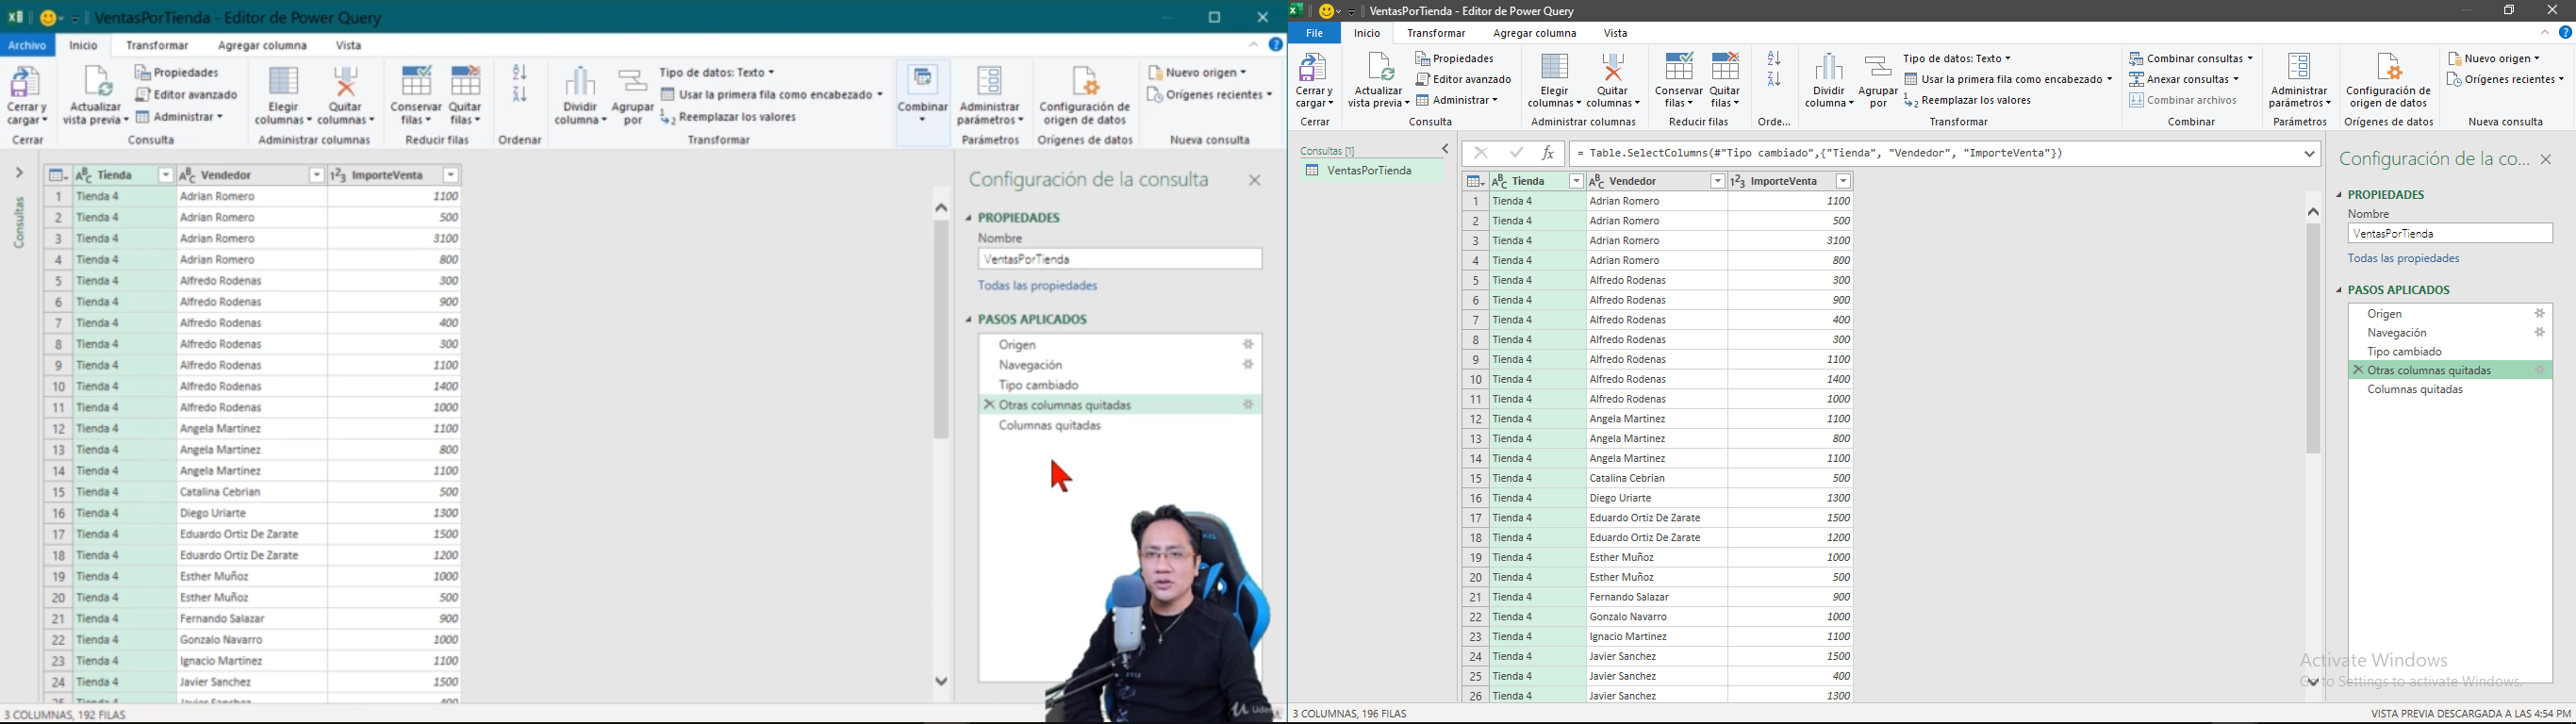 VentasPorTienda - Editor de Power Query
Archivo Inicio Transformar Agregar columna Vista
Cerrar y cargar
Actualizar vista previa
Propiedades
Editor avanzado
Administrar
Elegir columnas
Quitar columnas
Conservar filas
Quitar filas
Dividir columna
Agrupar por
Tipo de datos: Texto
Usar la primera fila como encabezado
Reemplazar los valores
Combinar
Administrar parámetros
Configuración de origen de datos
Nuevo origen
Orígenes recientes
Cerrar Consulta Administrar columnas Reducir filas Ordenar Transformar Parámetros Orígenes de datos Nueva consulta
Consultas
Tienda Vendedor ImporteVenta
1 Tienda 4 Adrian Romero 1100
2 Tienda 4 Adrian Romero 500
3 Tienda 4 Adrian Romero 3100
4 Tienda 4 Adrian Romero 800
5 Tienda 4 Alfredo Rodenas 300
6 Tienda 4 Alfredo Rodenas 900
7 Tienda 4 Alfredo Rodenas 400
8 Tienda 4 Alfredo Rodenas 300
9 Tienda 4 Alfredo Rodenas 1100
10 Tienda 4 Alfredo Rodenas 1400
11 Tienda 4 Alfredo Rodenas 1000
12 Tienda 4 Angela Martinez 1100
13 Tienda 4 Angela Martinez 800
14 Tienda 4 Angela Martinez 1100
15 Tienda 4 Catalina Cebrian 500
16 Tienda 4 Diego Uriarte 1300
17 Tienda 4 Eduardo Ortiz De Zarate 1500
18 Tienda 4 Eduardo Ortiz De Zarate 1200
19 Tienda 4 Esther Muñoz 1000
20 Tienda 4 Esther Muñoz 500
21 Tienda 4 Fernando Salazar 900
22 Tienda 4 Gonzalo Navarro 1000
23 Tienda 4 Ignacio Martinez 1100
24 Tienda 4 Javier Sanchez 1500
25 Tienda 4 Javier Sanchez 400
3 COLUMNAS, 192 FILAS
Configuración de la consulta
PROPIEDADES
Nombre
VentasPorTienda
Todas las propiedades
PASOS APLICADOS
Origen
Navegación
Tipo cambiado
Otras columnas quitadas
Columnas quitadas
VentasPorTienda - Editor de Power Query
File Inicio Transformar Agregar columna Vista
Cerrar y cargar
Actualizar vista previa
Propiedades
Editor avanzado
Administrar
Elegir columnas
Quitar columnas
Conservar filas
Quitar filas
Dividir columna
Agrupar por
Tipo de datos: Texto
Usar la primera fila como encabezado
Reemplazar los valores
Combinar consultas
Anexar consultas
Combinar archivos
Administrar parámetros
Configuración de origen de datos
Nuevo origen
Orígenes recientes
Cerrar Consulta Administrar columnas Reducir filas Orde... Transformar Combinar Parámetros Orígenes de datos Nueva consulta
Consultas [1]
VentasPorTienda
fx = Table.SelectColumns(#"Tipo cambiado",{"Tienda", "Vendedor", "ImporteVenta"})
Tienda Vendedor ImporteVenta
1 Tienda 4 Adrian Romero 1100
2 Tienda 4 Adrian Romero 500
3 Tienda 4 Adrian Romero 3100
4 Tienda 4 Adrian Romero 800
5 Tienda 4 Alfredo Rodenas 300
6 Tienda 4 Alfredo Rodenas 900
7 Tienda 4 Alfredo Rodenas 400
8 Tienda 4 Alfredo Rodenas 300
9 Tienda 4 Alfredo Rodenas 1100
10 Tienda 4 Alfredo Rodenas 1400
11 Tienda 4 Alfredo Rodenas 1000
12 Tienda 4 Angela Martinez 1100
13 Tienda 4 Angela Martinez 800
14 Tienda 4 Angela Martinez 1100
15 Tienda 4 Catalina Cebrian 500
16 Tienda 4 Diego Uriarte 1300
17 Tienda 4 Eduardo Ortiz De Zarate 1500
18 Tienda 4 Eduardo Ortiz De Zarate 1200
19 Tienda 4 Esther Muñoz 1000
20 Tienda 4 Esther Muñoz 500
21 Tienda 4 Fernando Salazar 900
22 Tienda 4 Gonzalo Navarro 1000
23 Tienda 4 Ignacio Martinez 1100
24 Tienda 4 Javier Sanchez 1500
25 Tienda 4 Javier Sanchez 400
26 Tienda 4 Javier Sanchez 1300
3 COLUMNAS, 196 FILAS
Configuración de la co...
PROPIEDADES
Nombre
VentasPorTienda
Todas las propiedades
PASOS APLICADOS
Origen
Navegación
Tipo cambiado
Otras columnas quitadas
Columnas quitadas
Activate Windows
Go to Settings to activate Windows.
VISTA PREVIA DESCARGADA A LAS 4:54 PM